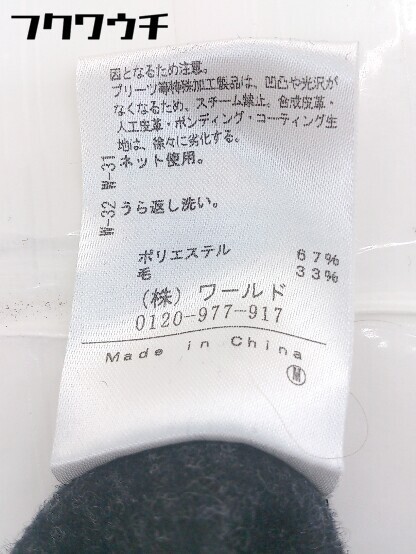 フクワウチ
因となるため注意。
プリーツ等特殊加工製品は、凹凸や光沢が
なくなるため、スチーム禁止。合成皮革・
人工皮革・ボンディング・コーティング生
地は、徐々に劣化する。
W-31 ネット使用。
W-32 うら返し洗い。
ポリエステル 67%
毛 33%
(株) ワールド
0120-977-917
Made in China
M